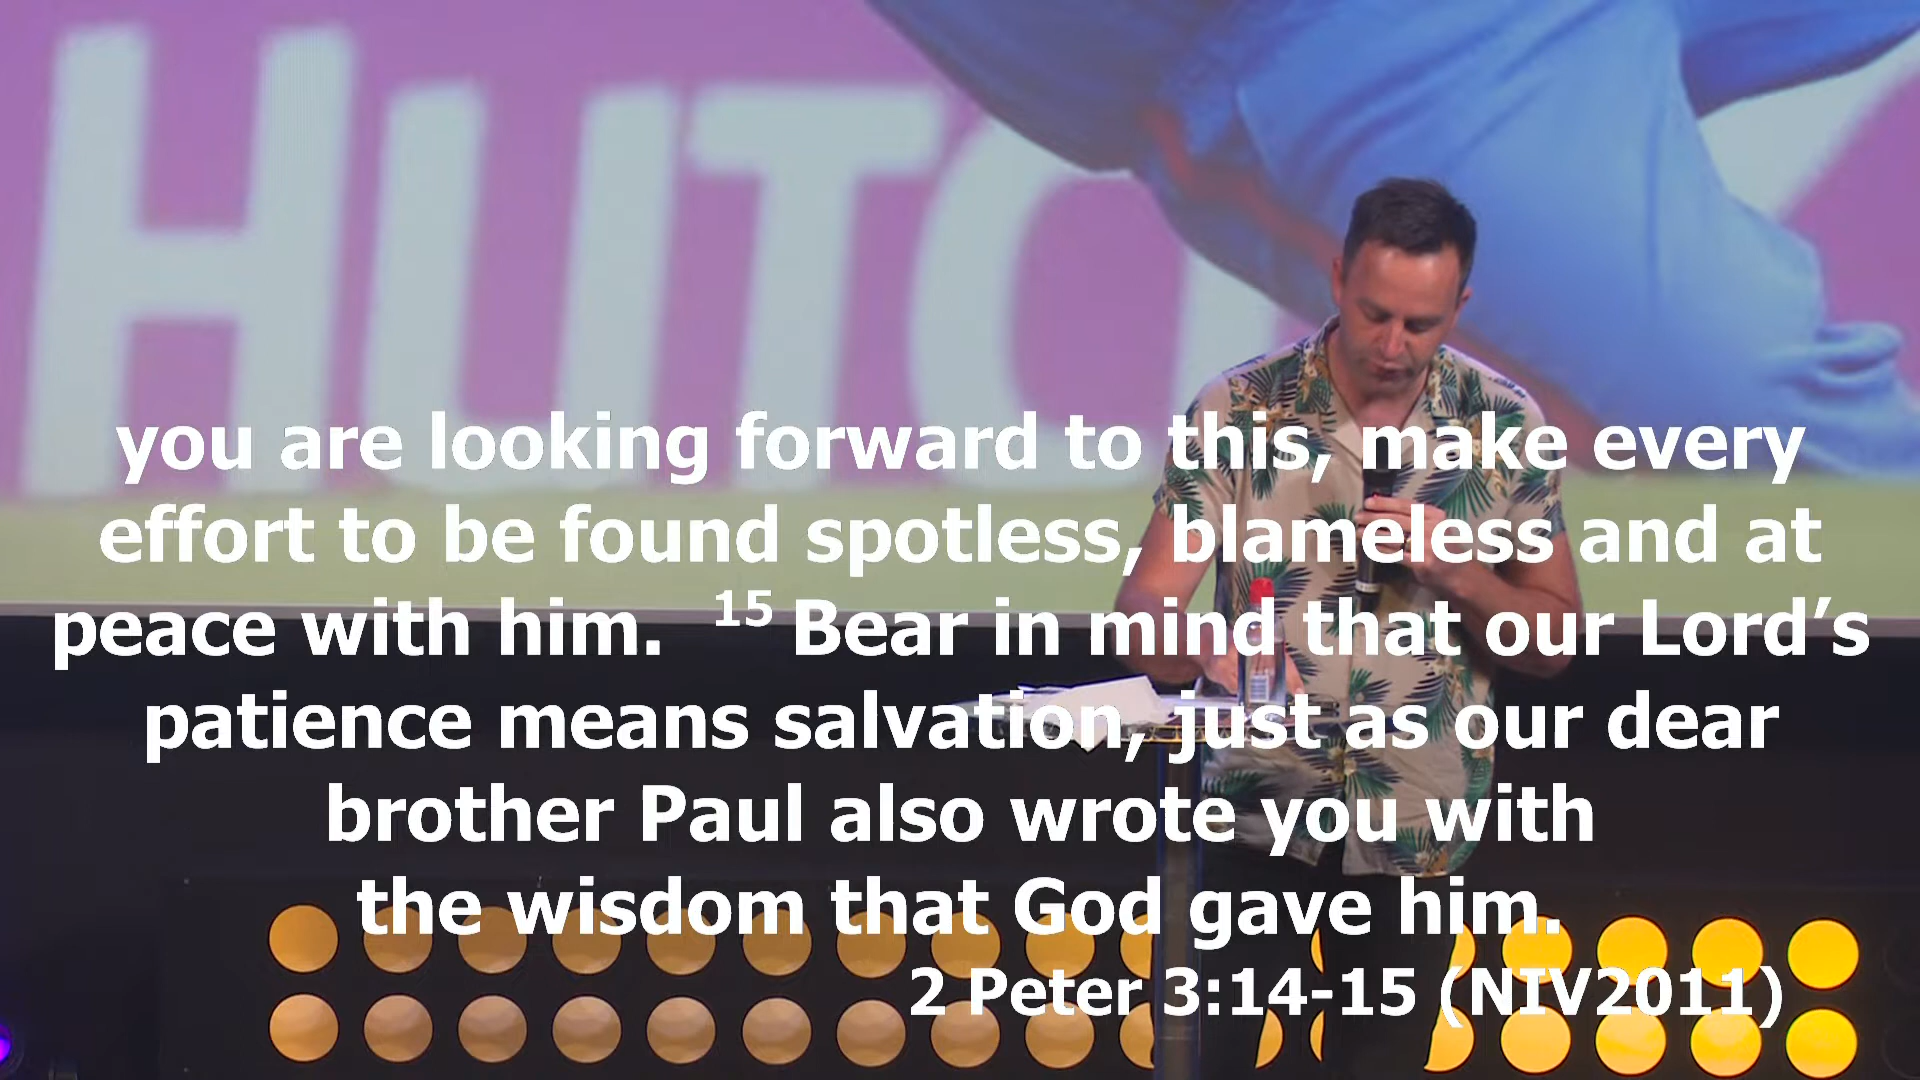 HUTC
you are looking forward to this, make every
effort to be found spotless, blameless and at
peace with him. 15 Bear in mind that our Lord’s
patience means salvation, just as our dear
brother Paul also wrote you with
the wisdom that God gave him.
2 Peter 3:14-15 (NIV2011)